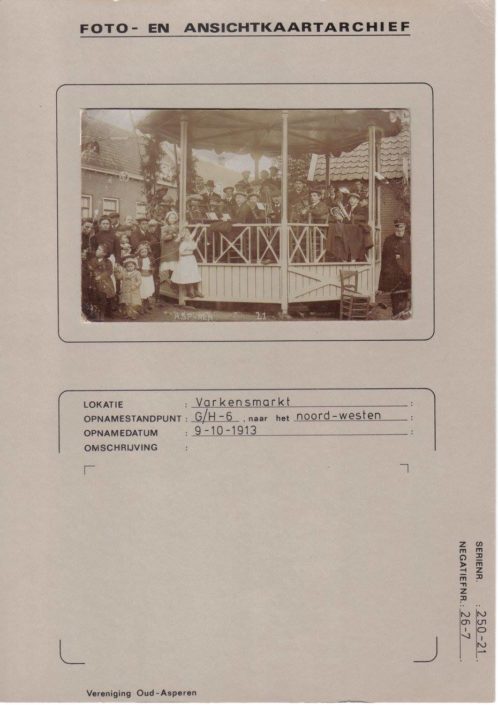 FOTO- EN ANSICHTKAARTARCHIEF
ASPEREN 21
LOKATIE : Varkensmarkt :
OPNAMESTANDPUNT : G/H-6 , naar het noord-westen :
OPNAMEDATUM : 9-10-1913 :
OMSCHRIJVING :
SERIENR. : 250-21
NEGATIEFNR. : 26-7
Vereniging Oud-Asperen